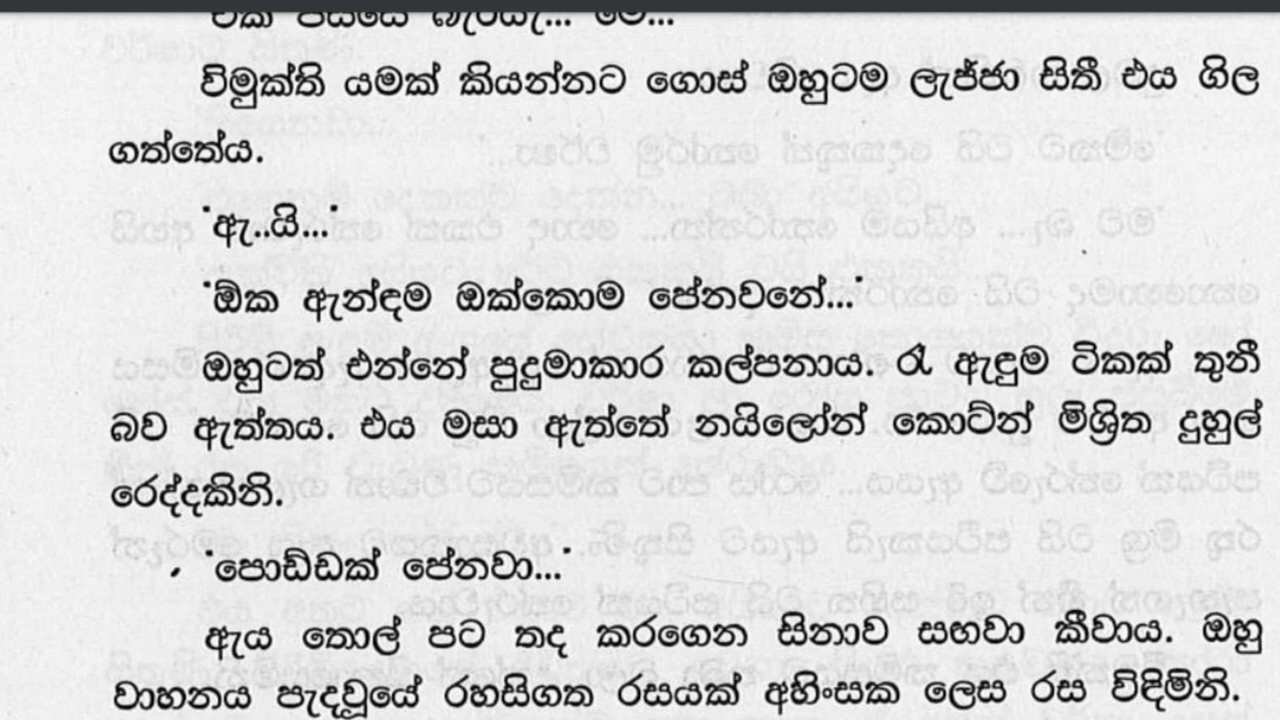 විමුක්ති යමක් කියන්නට ගොස් ඔහුටම ලැජ්ජා සිතී එය ගිල
ගත්තේය.
'ඇ..යි...'
'ඕක ඇන්දම ඔක්කොම පේනවනේ...'
ඔහුටත් එන්නේ පුදුමාකාර කල්පනාය. රෑ ඇඳුම ටිකක් තුනී
බව ඇත්තය. එය මසා ඇත්තේ නයිලෝන් කොටන් මිශ්‍රිත දුහුල්
රෙද්දකිනි.
'පොඩ්ඩක් පේනවා...'
ඇය තොල් පට තද කරගෙන සිනාව සඟවා කීවාය. ඔහු
වාහනය පැදවූයේ රහසිගත රසයක් අහිංසක ලෙස රස විඳිමිනි.